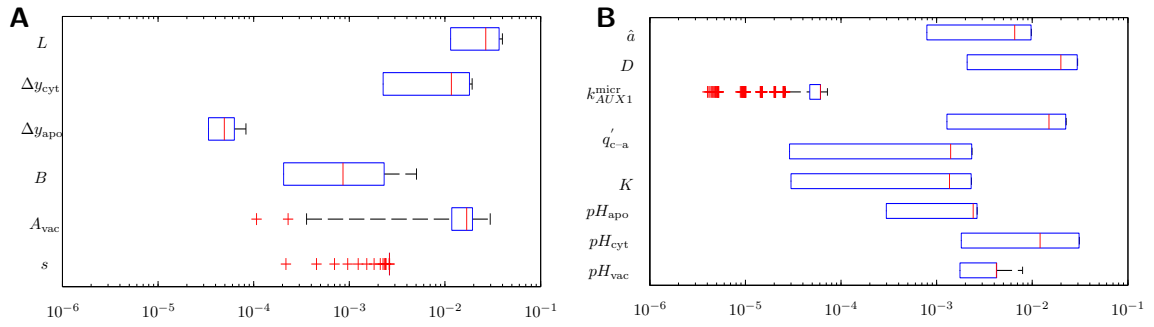 A
L
Δy_cyt
Δy_apo
B
A_vac
s
10^-6 10^-5 10^-4 10^-3 10^-2 10^-1
B
â
D
k^micr_AUX1
q'_c-a
K
pH_apo
pH_cyt
pH_vac
10^-6 10^-5 10^-4 10^-3 10^-2 10^-1